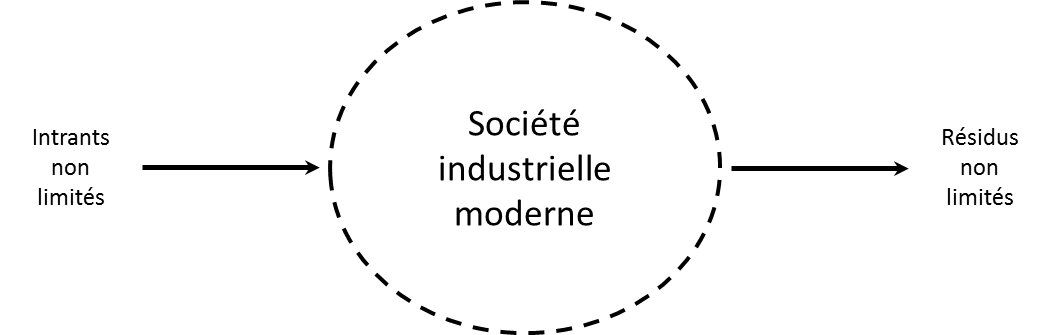 Intrants
non
limités
Société
industrielle
moderne
Résidus
non
limités